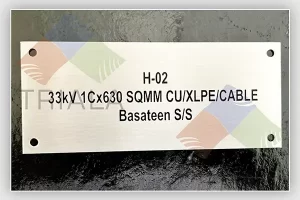 H-02
33kV 1Cx630 SQMM CU/XLPE/CABLE
Basateen S/S